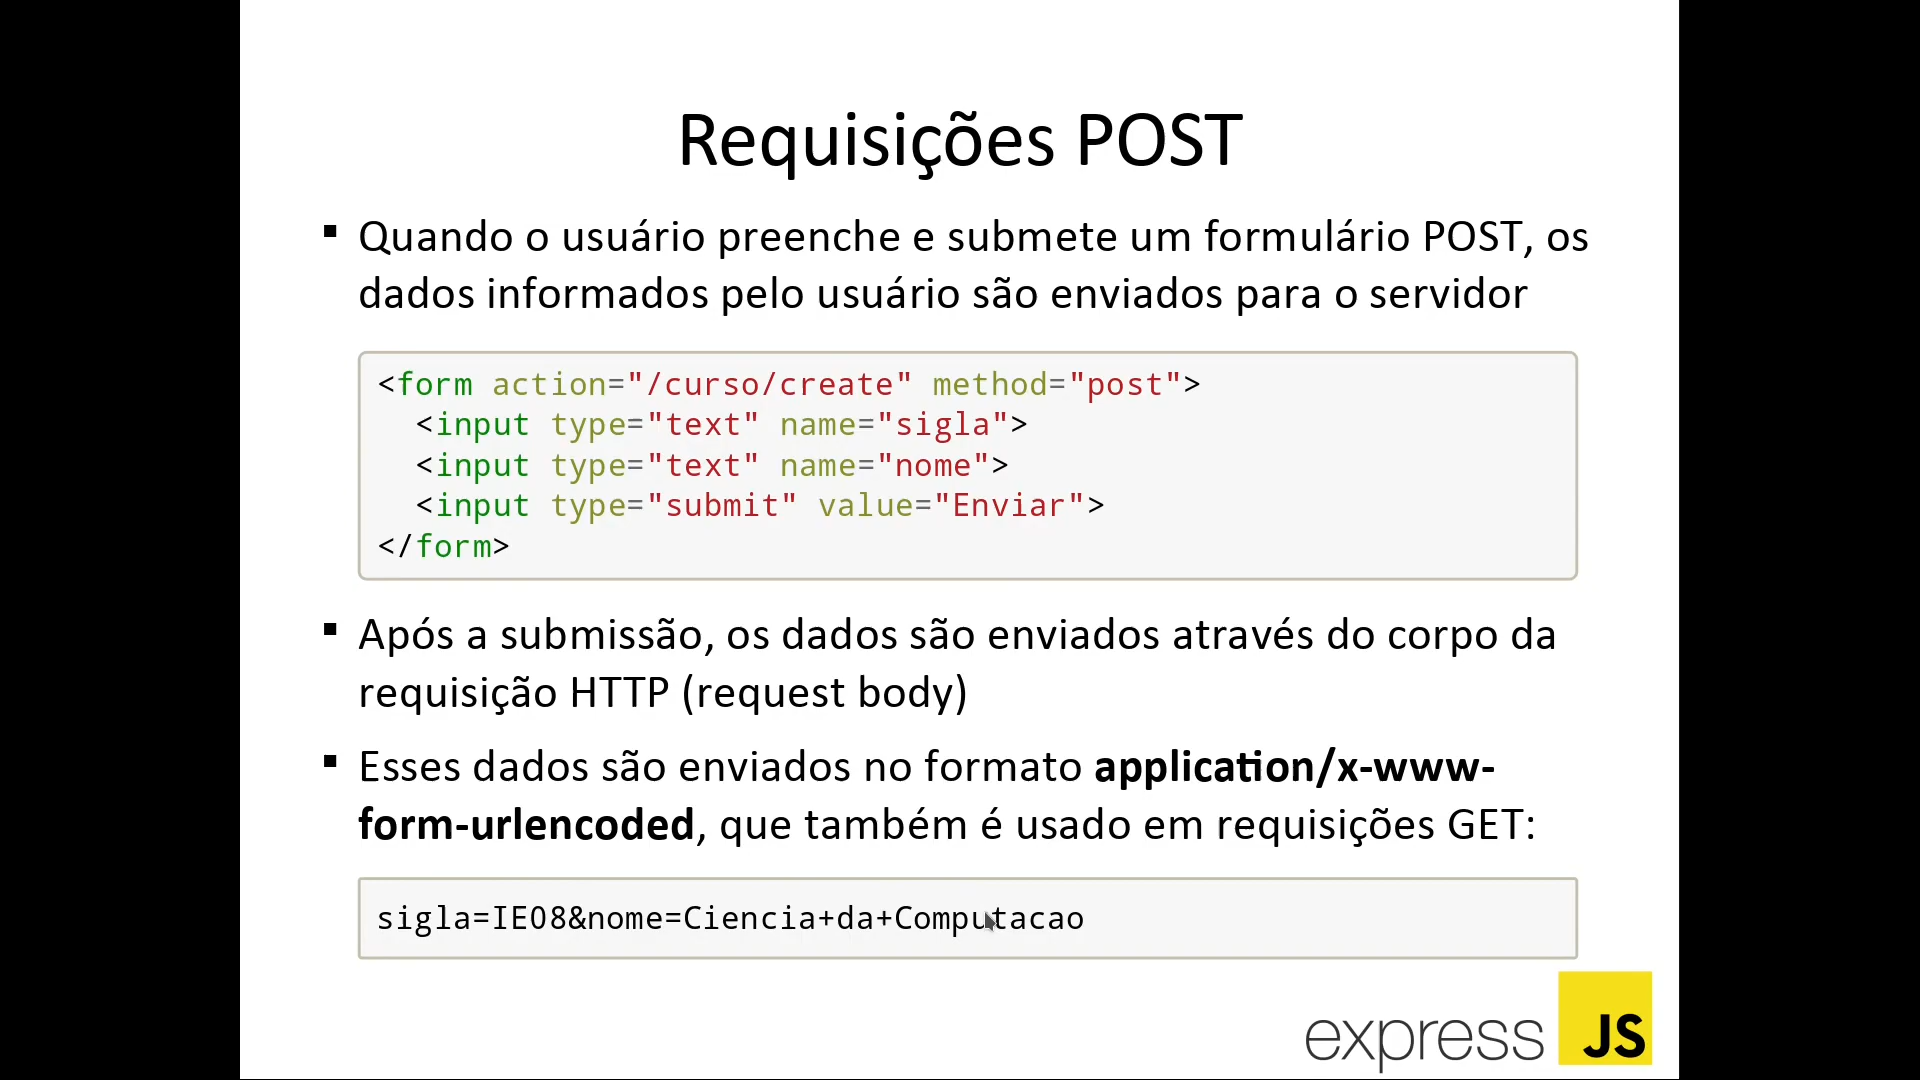 Requisições POST
▪ Quando o usuário preenche e submete um formulário POST, os
dados informados pelo usuário são enviados para o servidor
<form action="/curso/create" method="post">
  <input type="text" name="sigla">
  <input type="text" name="nome">
  <input type="submit" value="Enviar">
</form>
▪ Após a submissão, os dados são enviados através do corpo da
requisição HTTP (request body)
▪ Esses dados são enviados no formato application/x-www-
form-urlencoded, que também é usado em requisições GET:
sigla=IE08&nome=Ciencia+da+Computacao
express JS